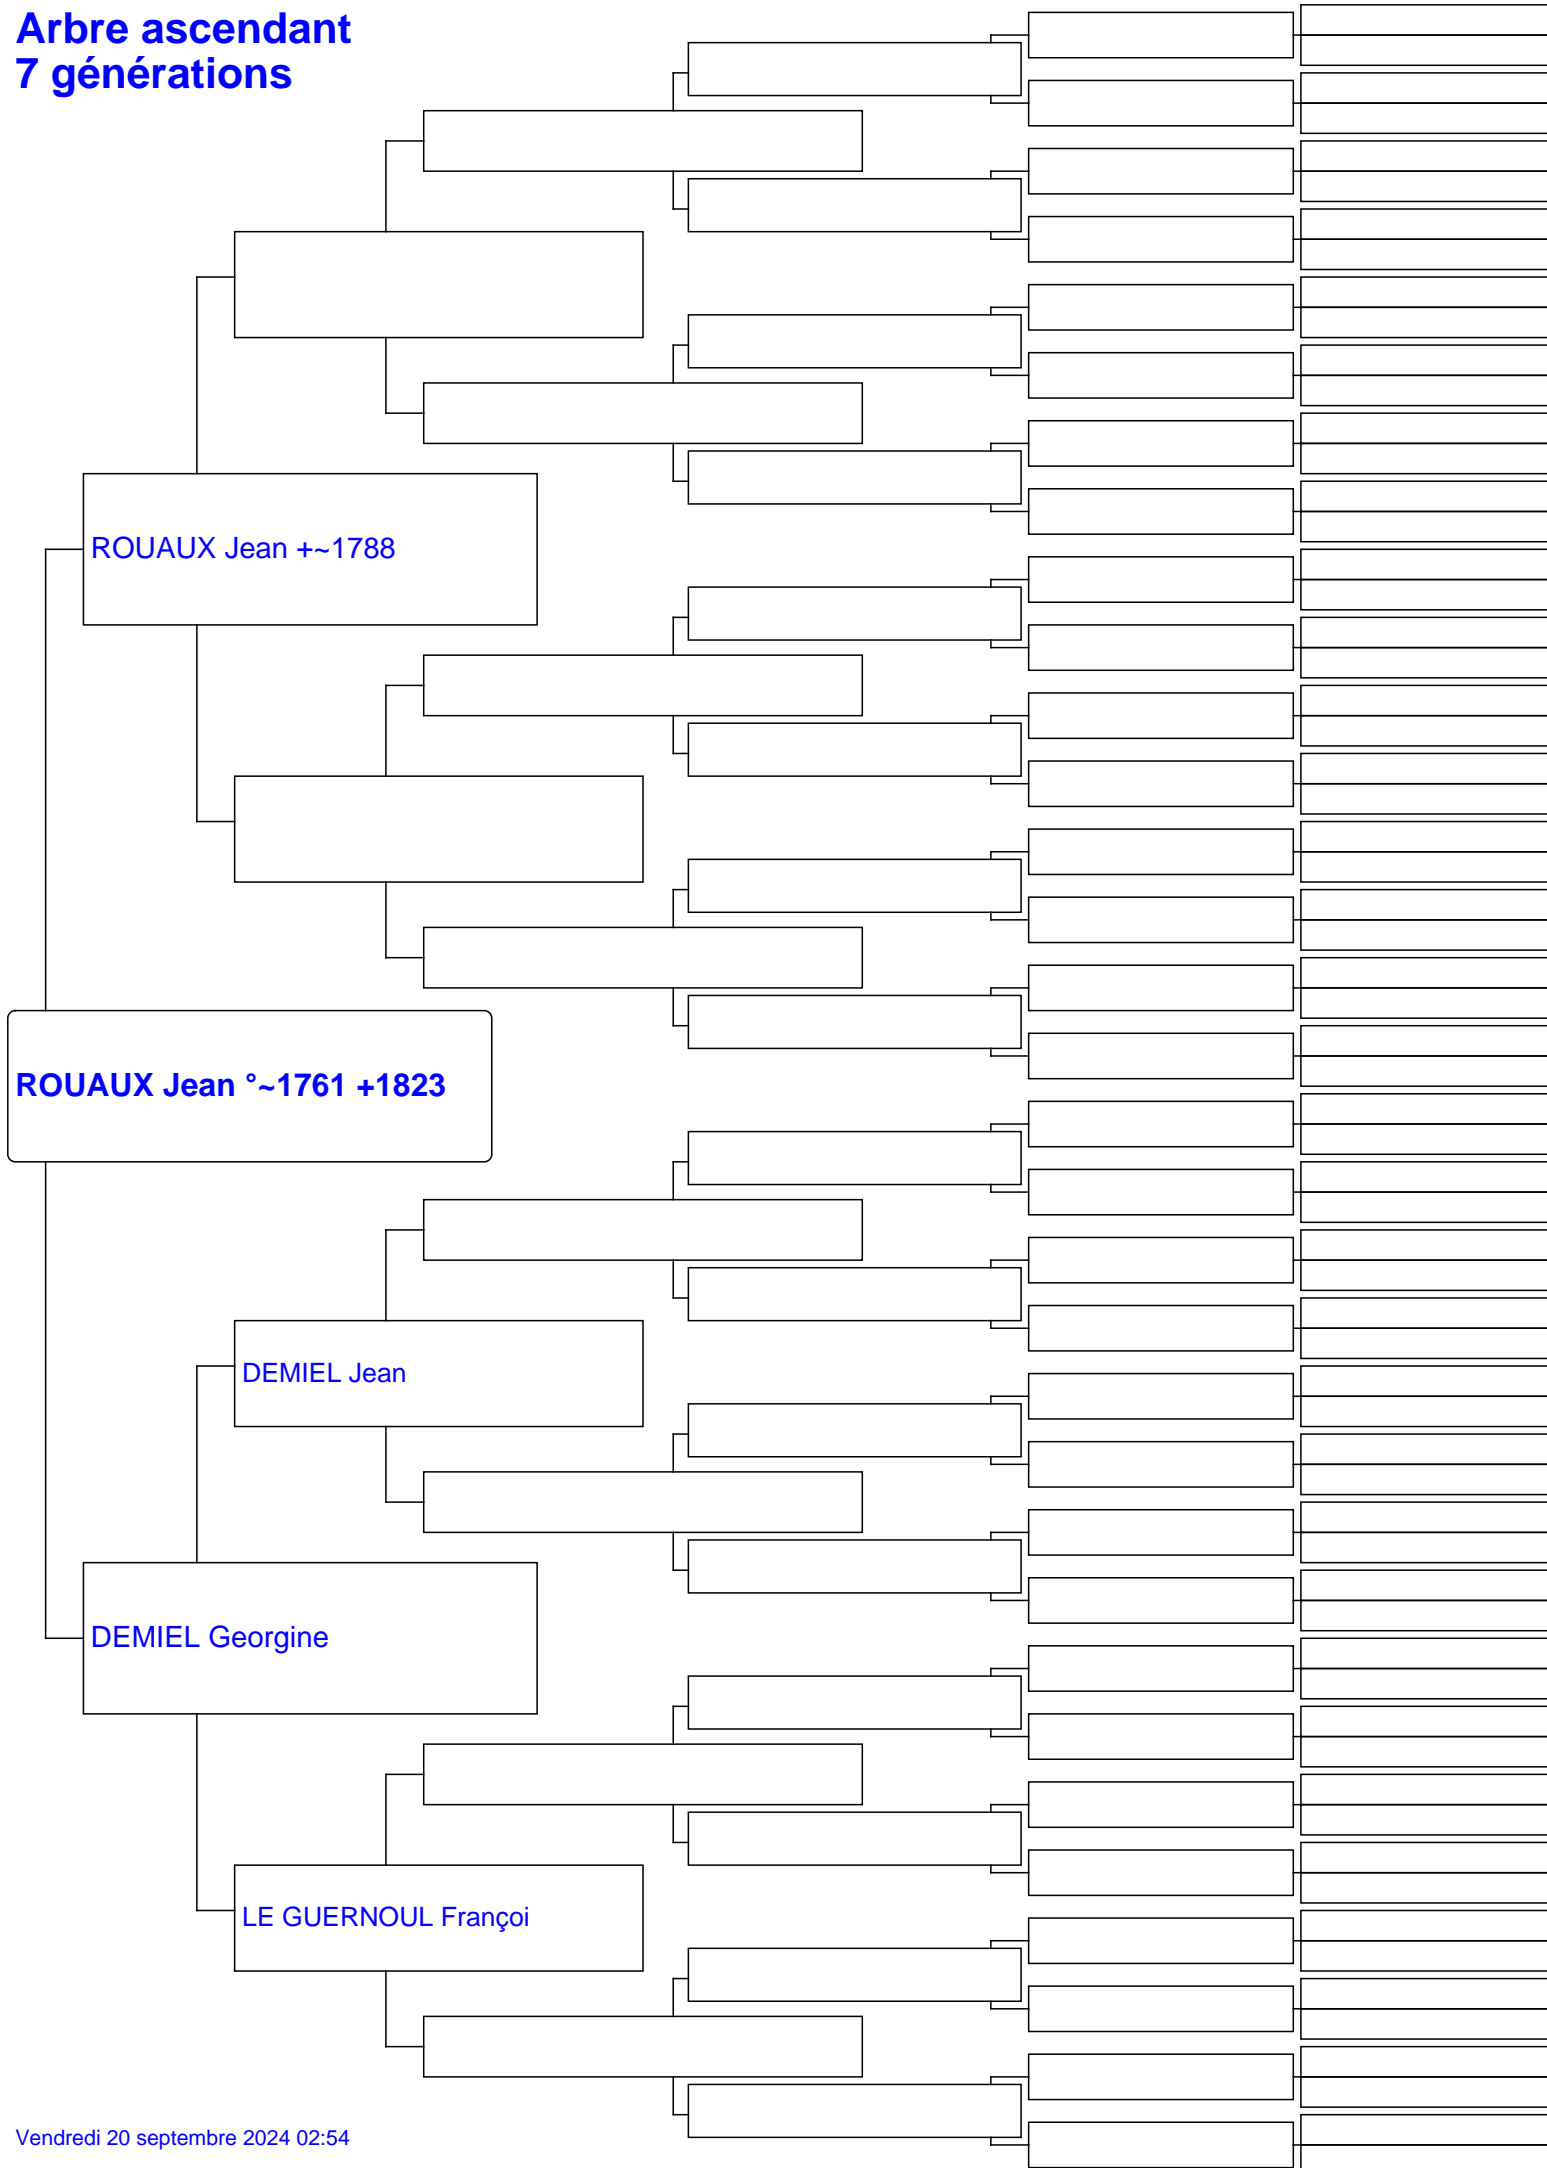 Arbre ascendant
7 générations
ROUAUX Jean +~1788
ROUAUX Jean °~1761 +1823
DEMIEL Jean
DEMIEL Georgine
LE GUERNOUL Françoi
Vendredi 20 septembre 2024 02:54